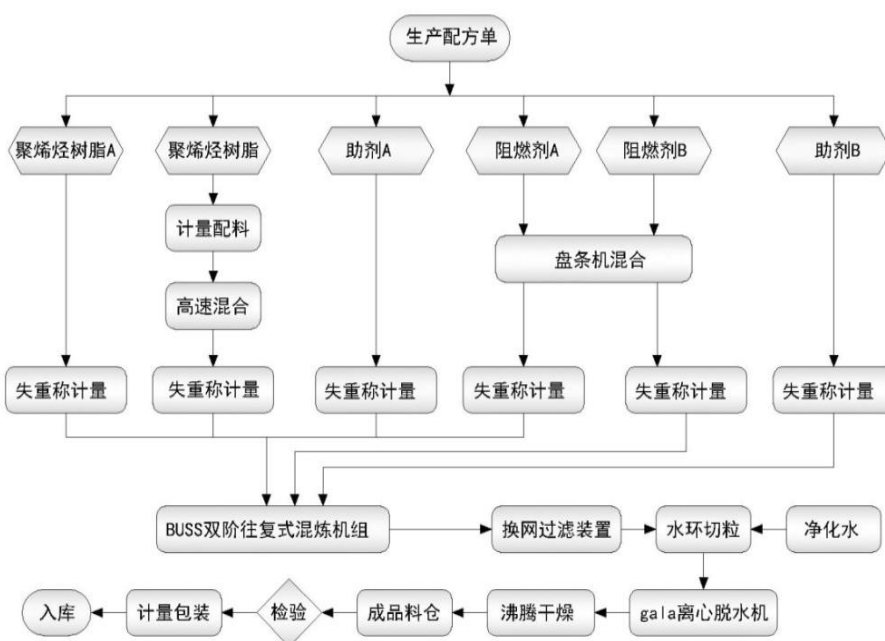 生产配方单
聚烯烃树脂A
聚烯烃树脂
助剂A
阻燃剂A
阻燃剂B
助剂B
计量配料
盘条机混合
高速混合
失重称计量
失重称计量
失重称计量
失重称计量
失重称计量
失重称计量
BUSS双阶往复式混炼机组
换网过滤装置
水环切粒
净化水
入库
计量包装
检验
成品料仓
沸腾干燥
gala离心脱水机